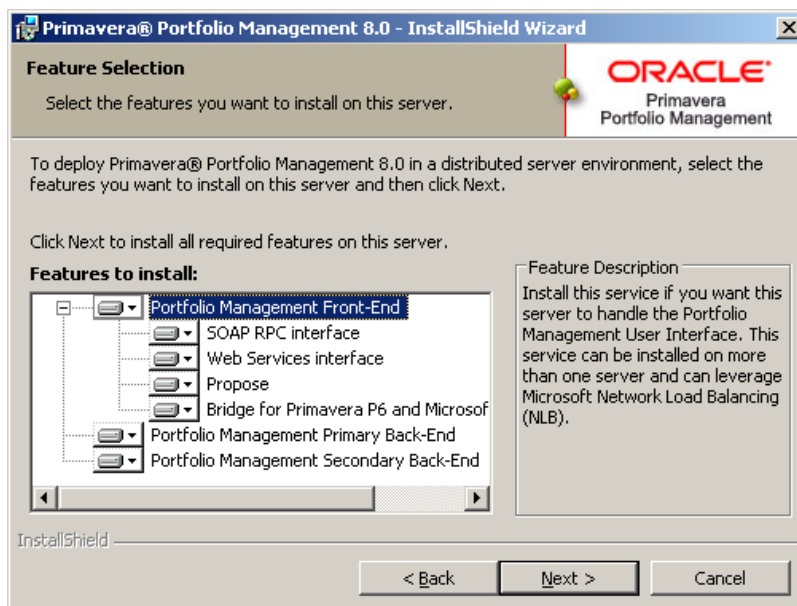 Primavera® Portfolio Management 8.0 - InstallShield Wizard
Feature Selection
Select the features you want to install on this server.
ORACLE
Primavera
Portfolio Management
To deploy Primavera® Portfolio Management 8.0 in a distributed server environment, select the
features you want to install on this server and then click Next.
Click Next to install all required features on this server.
Features to install:
Portfolio Management Front-End
SOAP RPC interface
Web Services interface
Propose
Bridge for Primavera P6 and Microsof
Portfolio Management Primary Back-End
Portfolio Management Secondary Back-End
Feature Description
Install this service if you want this
server to handle the Portfolio
Management User Interface. This
service can be installed on more
than one server and can leverage
Microsoft Network Load Balancing
(NLB).
InstallShield
< Back
Next >
Cancel